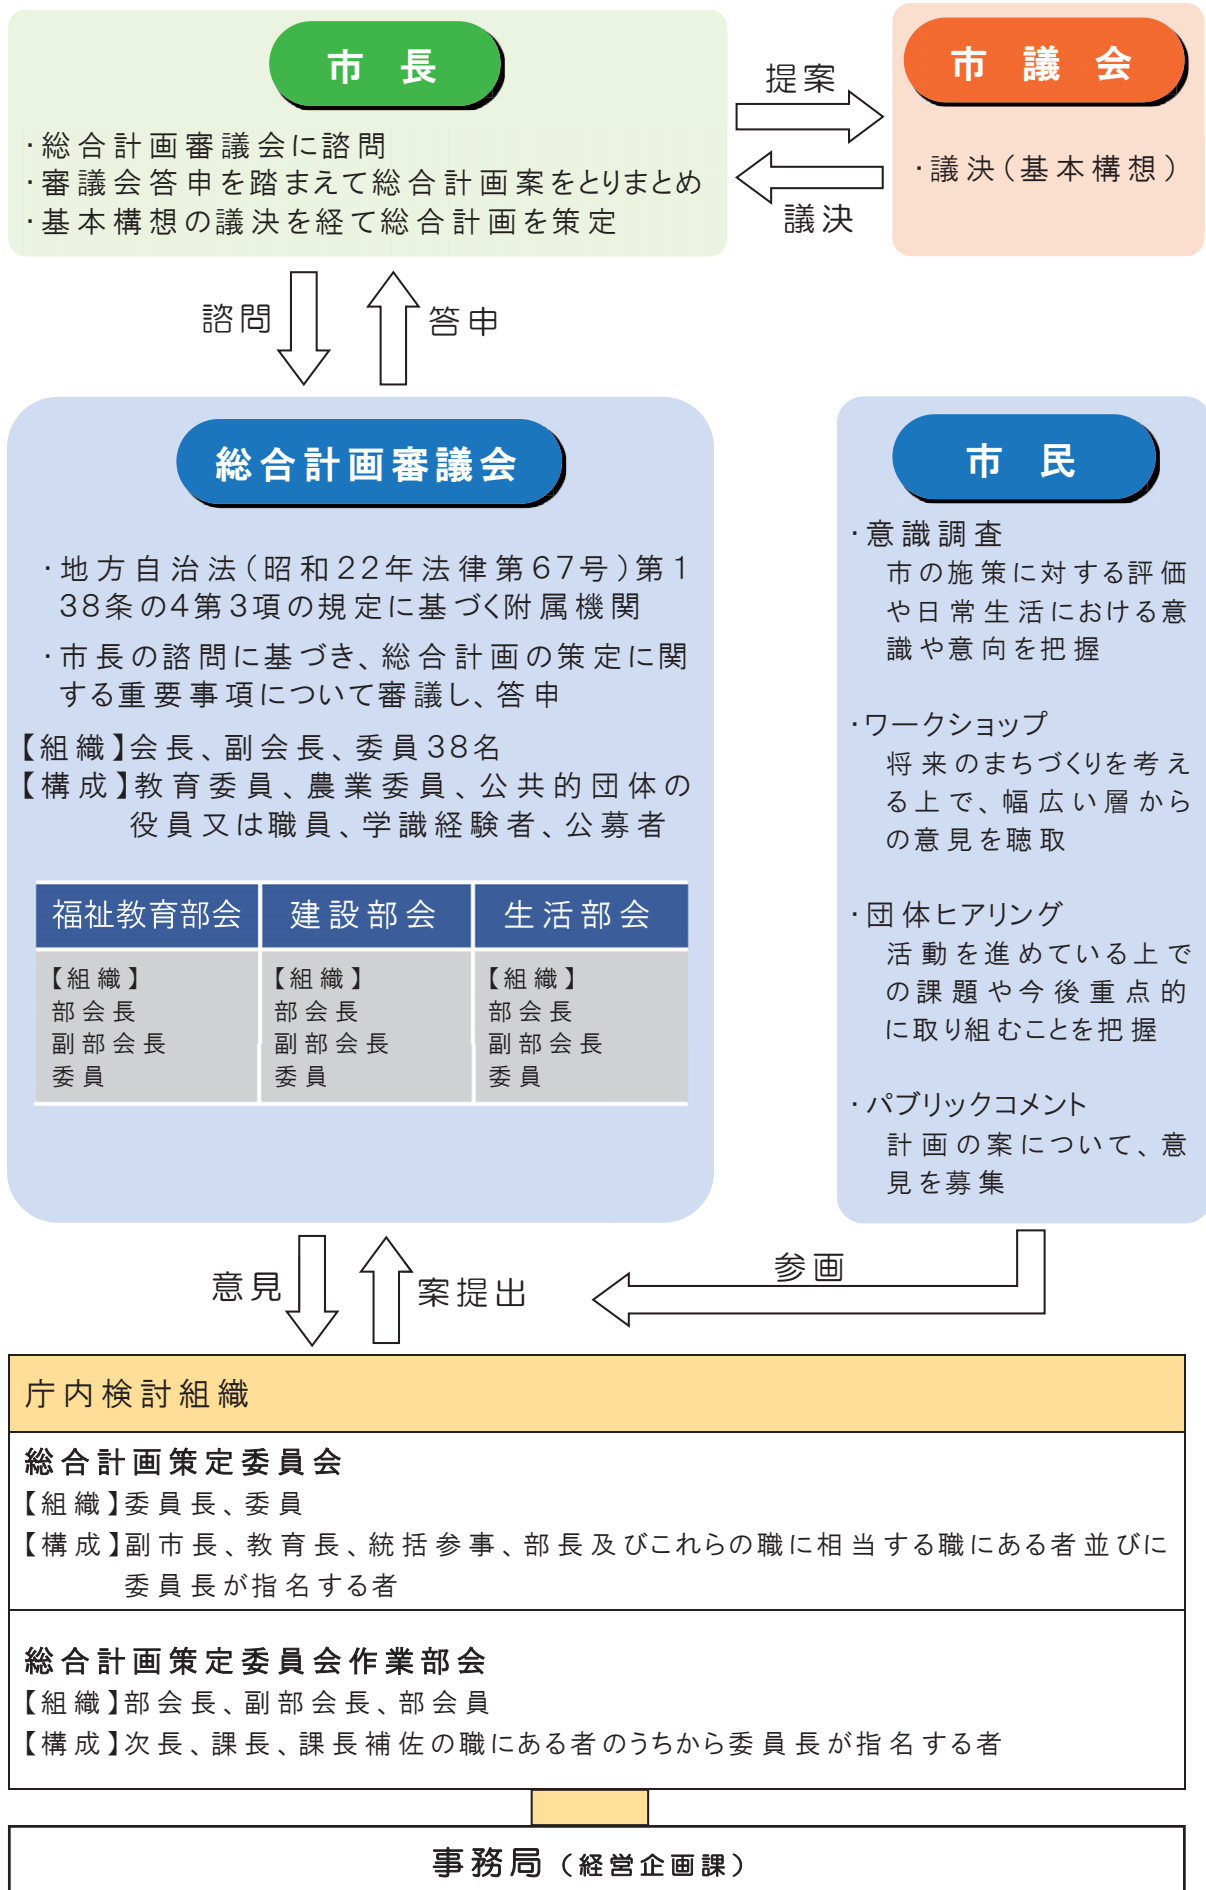 市長
・総合計画審議会に諮問
・審議会答申を踏まえて総合計画案をとりまとめ
・基本構想の議決を経て総合計画を策定
提案
議決
市議会
・議決(基本構想)
諮問
答申
総合計画審議会
・地方自治法(昭和22年法律第67号)第1
38条の4第3項の規定に基づく附属機関
・市長の諮問に基づき、総合計画の策定に関
する重要事項について審議し、答申
【組織】会長、副会長、委員38名
【構成】教育委員、農業委員、公共的団体の
役員又は職員、学識経験者、公募者
福祉教育部会
【組織】
部会長
副部会長
委員
建設部会
【組織】
部会長
副部会長
委員
生活部会
【組織】
部会長
副部会長
委員
市民
・意識調査
市の施策に対する評価
や日常生活における意
識や意向を把握
・ワークショップ
将来のまちづくりを考え
る上で、幅広い層から
の意見を聴取
・団体ヒアリング
活動を進めている上で
の課題や今後重点的
に取り組むことを把握
・パブリックコメント
計画の案について、意
見を募集
意見
案提出
参画
庁内検討組織
総合計画策定委員会
【組織】委員長、委員
【構成】副市長、教育長、統括参事、部長及びこれらの職に相当する職にある者並びに
委員長が指名する者
総合計画策定委員会作業部会
【組織】部会長、副部会長、部会員
【構成】次長、課長、課長補佐の職にある者のうちから委員長が指名する者
事務局(経営企画課)